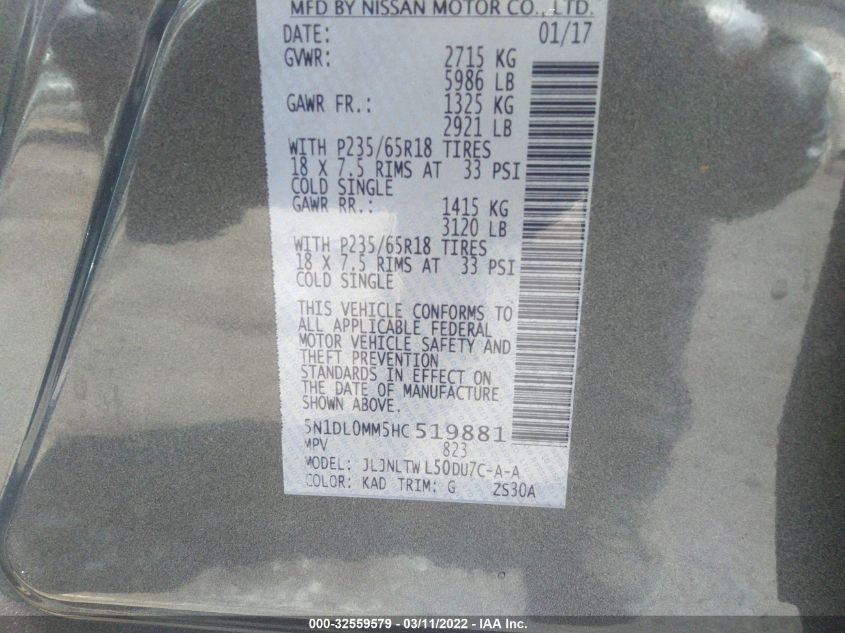 MFD BY NISSAN MOTOR CO., LTD.
DATE: 01/17
GVWR: 2715 KG
5986 LB
GAWR FR.: 1325 KG
2921 LB
WITH P235/65R18 TIRES
18 X 7.5 RIMS AT 33 PSI
COLD SINGLE
GAWR RR.: 1415 KG
3120 LB
WITH P235/65R18 TIRES
18 X 7.5 RIMS AT 33 PSI
COLD SINGLE
THIS VEHICLE CONFORMS TO
ALL APPLICABLE FEDERAL
MOTOR VEHICLE SAFETY AND
THEFT PREVENTION
STANDARDS IN EFFECT ON
THE DATE OF MANUFACTURE
SHOWN ABOVE.
5N1DL0MM5HC 519881
MPV 823
MODEL: JLJNLTW L50DU7C-A-A
COLOR: KAD TRIM: G ZS30A
000-32559579 - 03/11/2022 - IAA Inc.